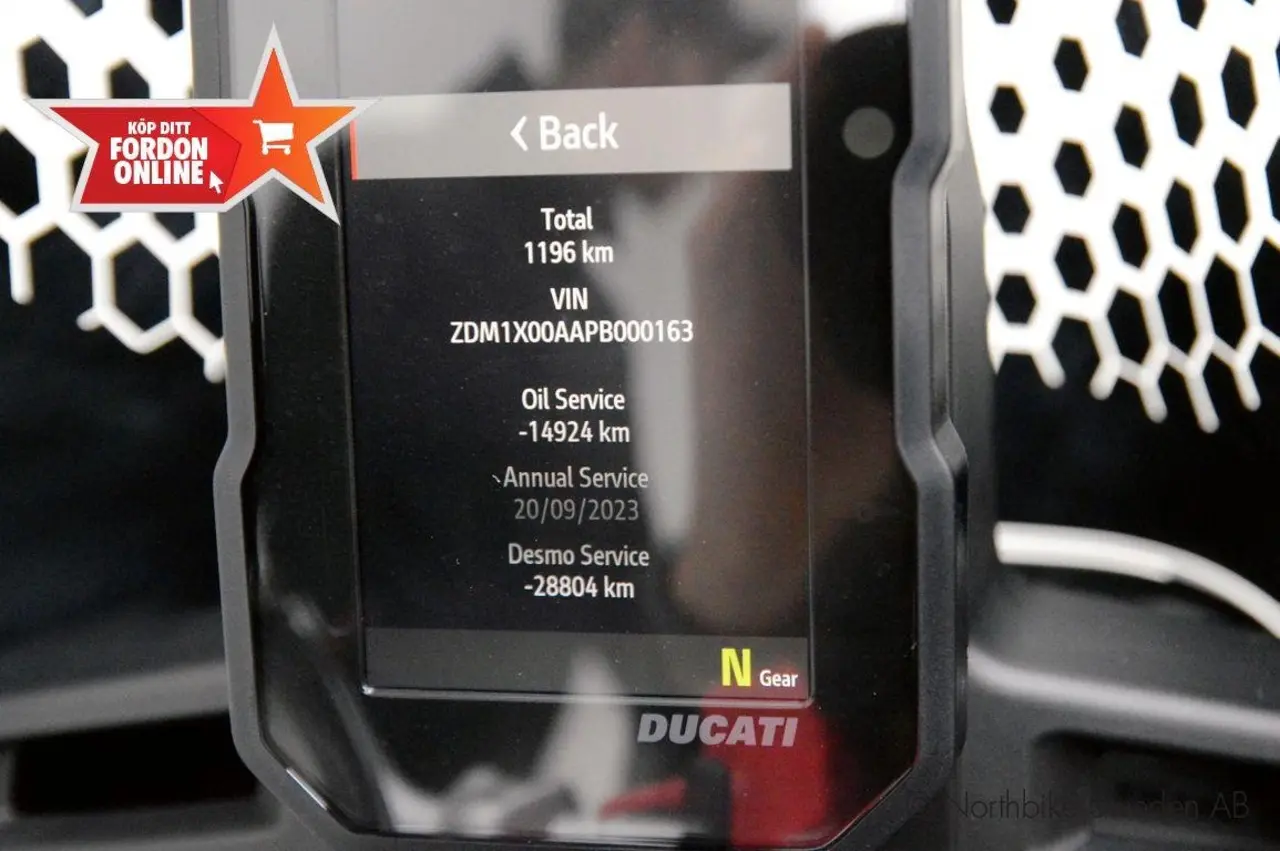 KÖP DITT
FORDON
ONLINE
< Back
Total
1196 km
VIN
ZDM1X00AAPB000163
Oil Service
-14924 km
Annual Service
20/09/2023
Desmo Service
-28804 km
N Gear
DUCATI
AB